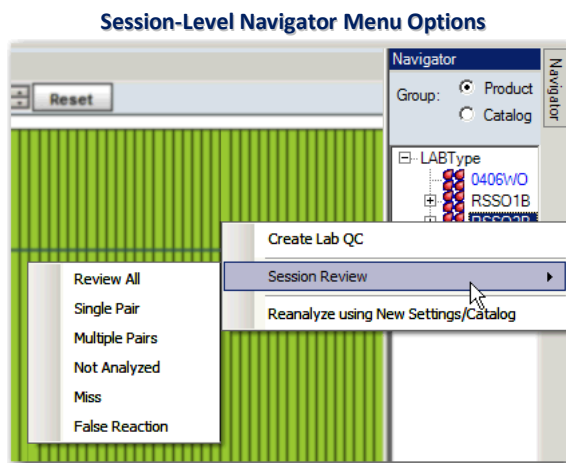 Session-Level Navigator Menu Options
Navigator
Navigator
Reset
Group:
Product
Catalog
LABType
0406WO
RSSO1B
Create Lab QC
Session Review
Reanalyze using New Settings/Catalog
Review All
Single Pair
Multiple Pairs
Not Analyzed
Miss
False Reaction